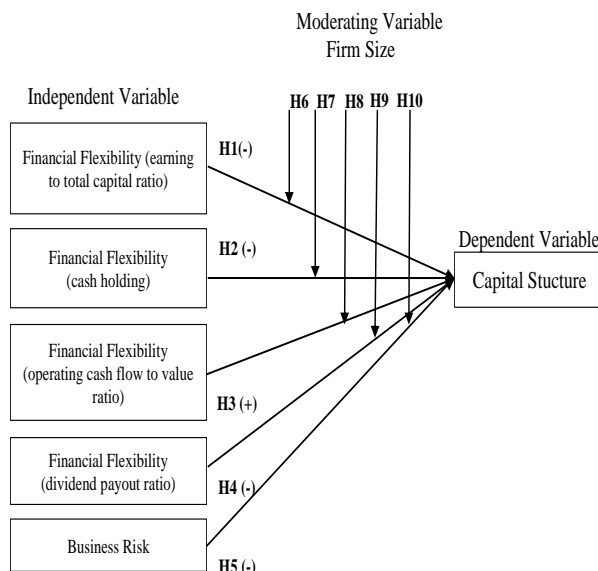 Moderating Variable
Firm Size
Independent Variable
H6 H7 H8 H9 H10
Financial Flexibility (earning
to total capital ratio)
H1(-)
Financial Flexibility
(cash holding)
H2 (-)
Dependent Variable
Capital Stucture
Financial Flexibility
(operating cash flow to value
ratio)
H3 (+)
Financial Flexibility
(dividend payout ratio)
H4 (-)
Business Risk
H5 (-)